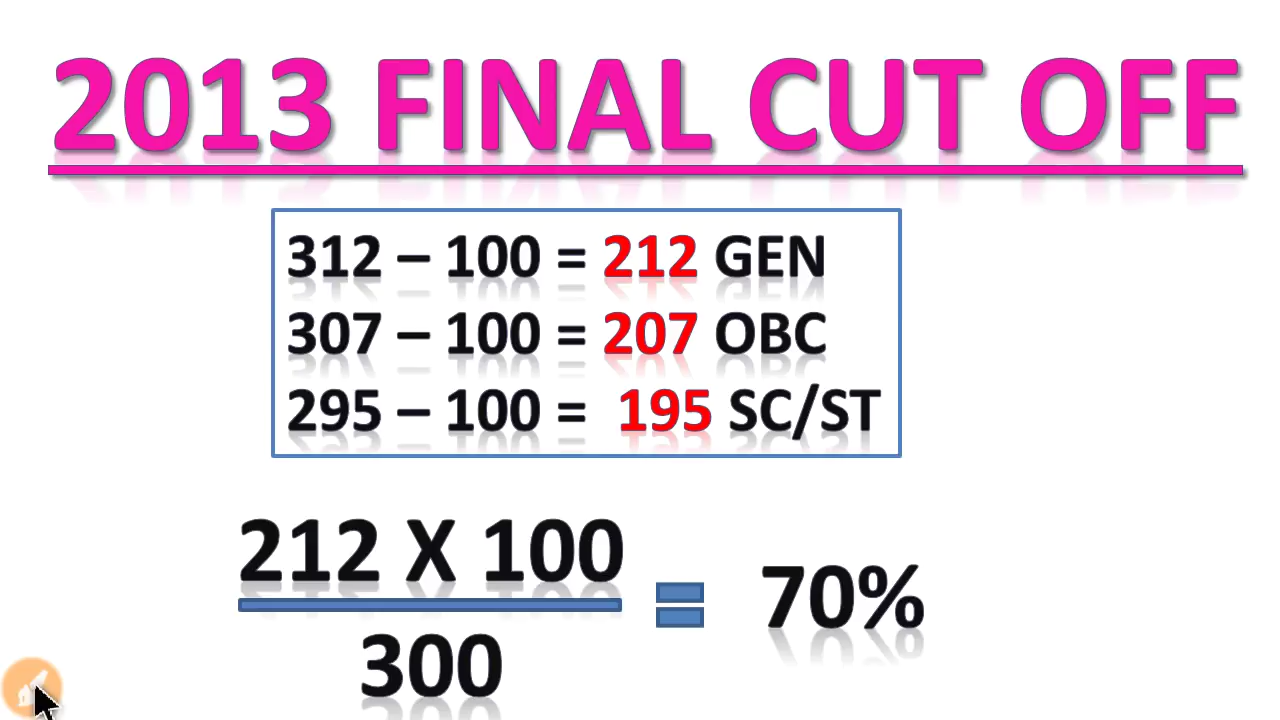 2013 FINAL CUT OFF
312 – 100 = 212 GEN
307 – 100 = 207 OBC
295 – 100 = 195 SC/ST
212 X 100
300
= 70%